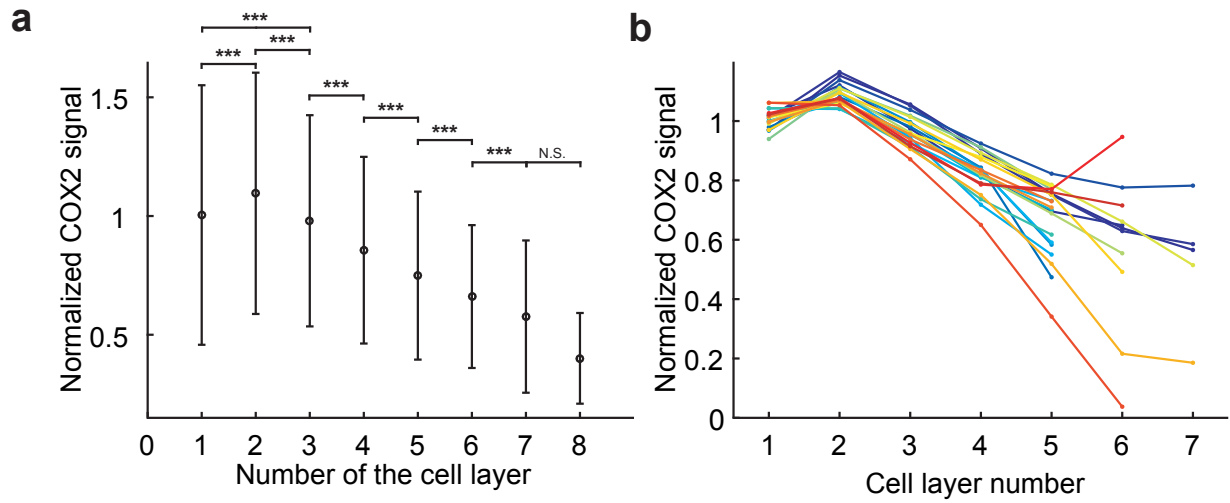 a
Normalized COX2 signal
1.5
1
0.5
0 1 2 3 4 5 6 7 8
Number of the cell layer
***
***
***
***
***
***
***
N.S.
b
Normalized COX2 signal
1
0.8
0.6
0.4
0.2
0
1 2 3 4 5 6 7
Cell layer number